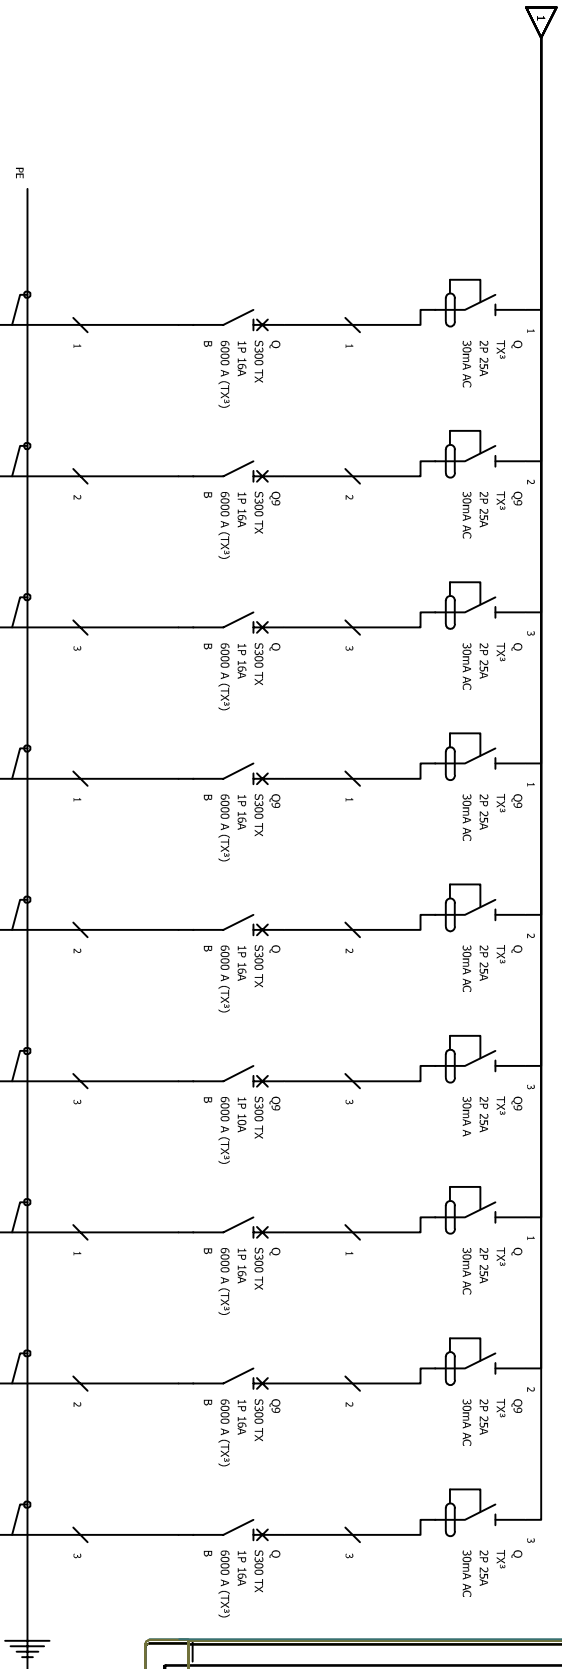 1
PE
1
Q
TX³
2P 25A
30mA AC
1
Q
S300 TX
1P 16A
6000 A (TX³)
B
1
2
Q9
TX³
2P 25A
30mA AC
2
Q9
S300 TX
1P 16A
6000 A (TX³)
B
2
3
Q
TX³
2P 25A
30mA AC
3
Q
S300 TX
1P 16A
6000 A (TX³)
B
3
1
Q9
TX³
2P 25A
30mA AC
1
Q9
S300 TX
1P 16A
6000 A (TX³)
B
1
2
Q
TX³
2P 25A
30mA AC
2
Q
S300 TX
1P 16A
6000 A (TX³)
B
2
3
Q9
TX³
2P 25A
30mA A
3
Q9
S300 TX
1P 10A
6000 A (TX³)
B
3
1
Q
TX³
2P 25A
30mA AC
1
Q
S300 TX
1P 16A
6000 A (TX³)
B
1
2
Q9
TX³
2P 25A
30mA AC
2
Q9
S300 TX
1P 16A
6000 A (TX³)
B
2
3
Q
TX³
2P 25A
30mA AC
3
Q
S300 TX
1P 16A
6000 A (TX³)
B
3